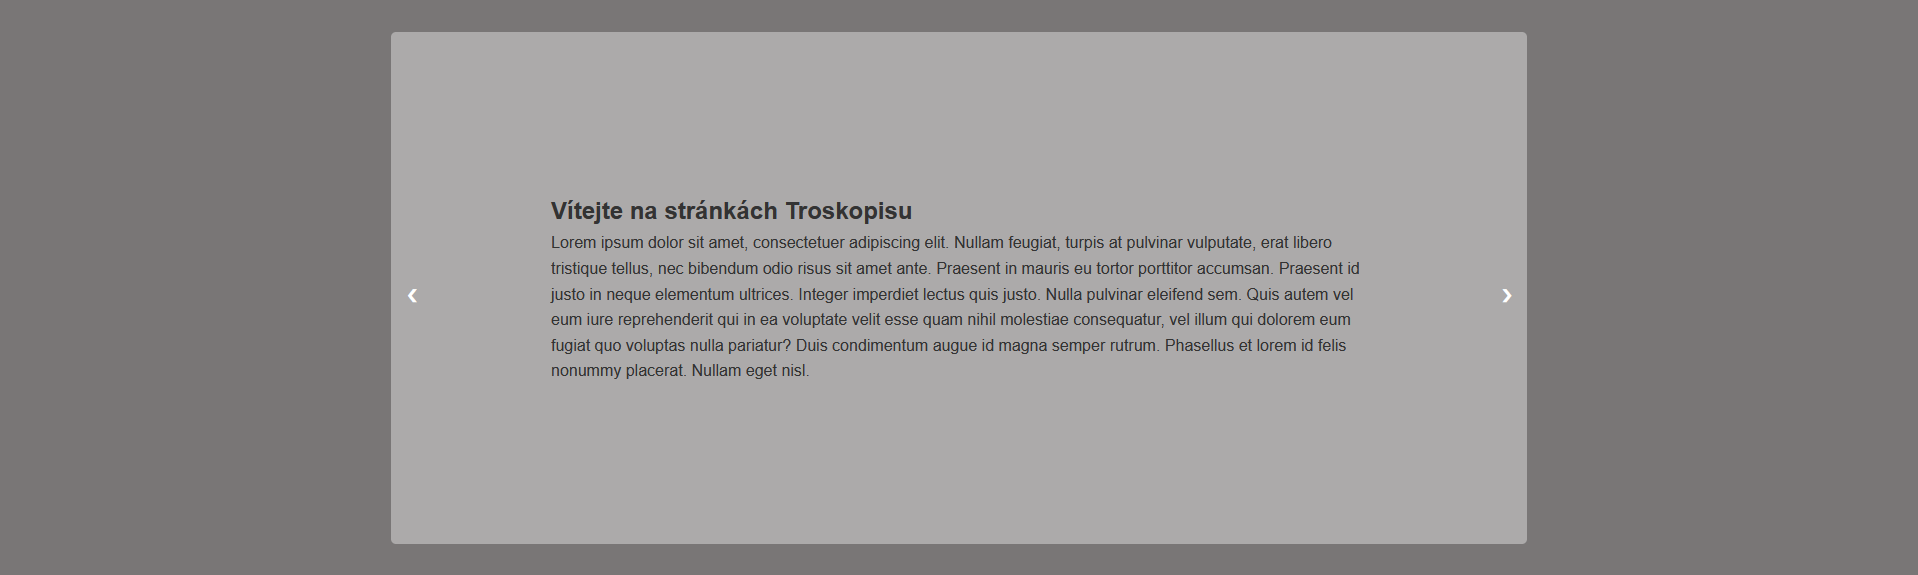 Vítejte na stránkách Troskopisu
Lorem ipsum dolor sit amet, consectetuer adipiscing elit. Nullam feugiat, turpis at pulvinar vulputate, erat libero
tristique tellus, nec bibendum odio risus sit amet ante. Praesent in mauris eu tortor porttitor accumsan. Praesent id
‹ justo in neque elementum ultrices. Integer imperdiet lectus quis justo. Nulla pulvinar eleifend sem. Quis autem vel ›
eum iure reprehenderit qui in ea voluptate velit esse quam nihil molestiae consequatur, vel illum qui dolorem eum
fugiat quo voluptas nulla pariatur? Duis condimentum augue id magna semper rutrum. Phasellus et lorem id felis
nonummy placerat. Nullam eget nisl.